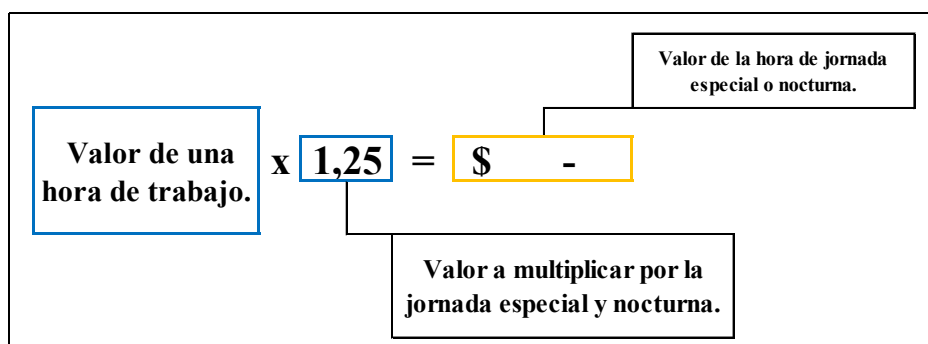 Valor de la hora de jornada
especial o nocturna.
Valor de una
hora de trabajo.
x 1,25 = $ -
Valor a multiplicar por la
jornada especial y nocturna.